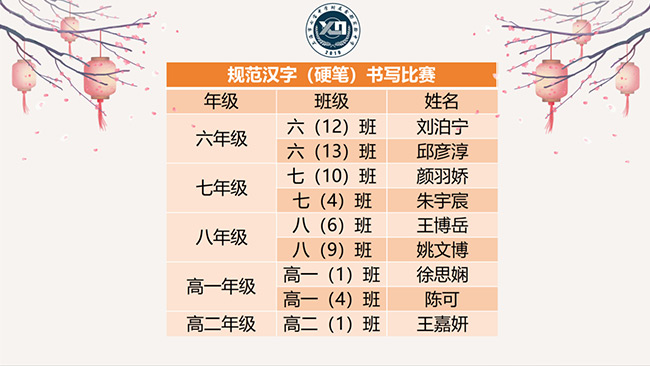 规范汉字（硬笔）书写比赛
年级 班级 姓名
六年级 六（12）班 刘泊宁
六（13）班 邱彦淳
七年级 七（10）班 颜羽娇
七（4）班 朱宇宸
八年级 八（6）班 王博岳
八（9）班 姚文博
高一年级 高一（1）班 徐思娴
高一（4）班 陈可
高二年级 高二（1）班 王嘉妍